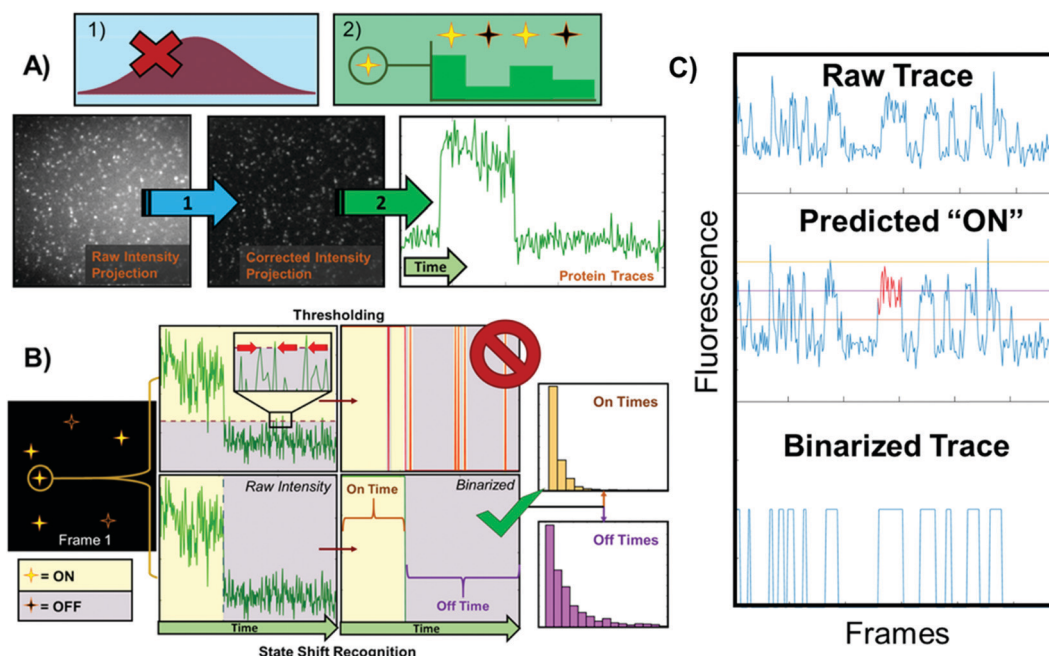 A)
1)
2)
1
2
Raw Intensity
Projection
Corrected Intensity
Projection
Time
Protein Traces
B)
Thresholding
Frame 1
= ON
= OFF
Raw Intensity
On Time
Binarized
Off Time
Time
Time
State Shift Recognition
On Times
Off Times
C)
Raw Trace
Predicted “ON”
Binarized Trace
Fluorescence
Frames